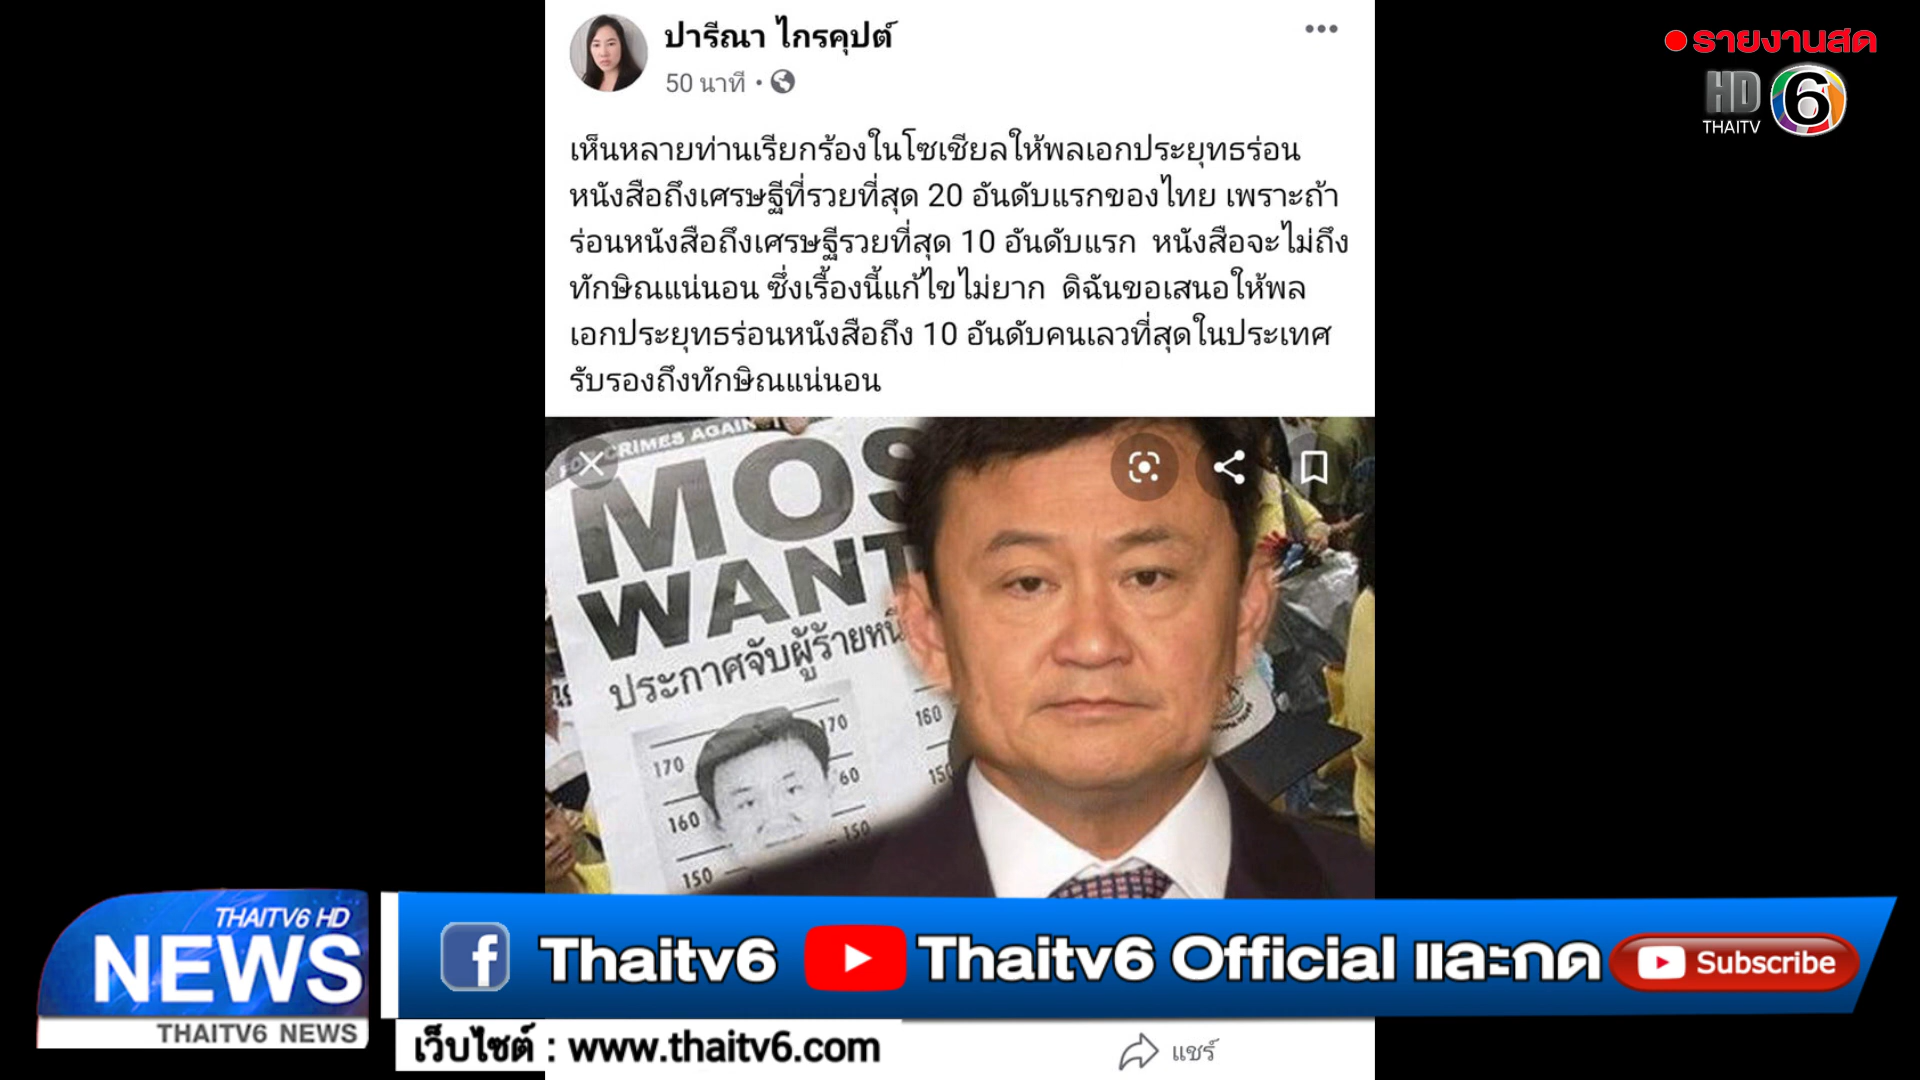 ปารีณา ไกรคุปต์
50 นาที ·
รายงานสด
HD
THAITV
6
เห็นหลายท่านเรียกร้องในโซเชียลให้พลเอกประยุทธร่อน
หนังสือถึงเศรษฐีที่รวยที่สุด 20 อันดับแรกของไทย เพราะถ้า
ร่อนหนังสือถึงเศรษฐีรวยที่สุด 10 อันดับแรก หนังสือจะไม่ถึง
ทักษิณแน่นอน ซึ่งเรื้องนี้แก้ไขไม่ยาก ดิฉันขอเสนอให้พล
เอกประยุทธร่อนหนังสือถึง 10 อันดับคนเลวที่สุดในประเทศ
รับรองถึงทักษิณแน่นอน
FOR CRIMES AGAIN
MOS
WANT
ประกาศจับผู้ร้ายหนี
170
160
150
170
60
150
160
150
THAITV6 HD
NEWS
THAITV6 NEWS
f Thaitv6 Thaitv6 Official และกด Subscribe
เว็บไซต์ : www.thaitv6.com
แชร์